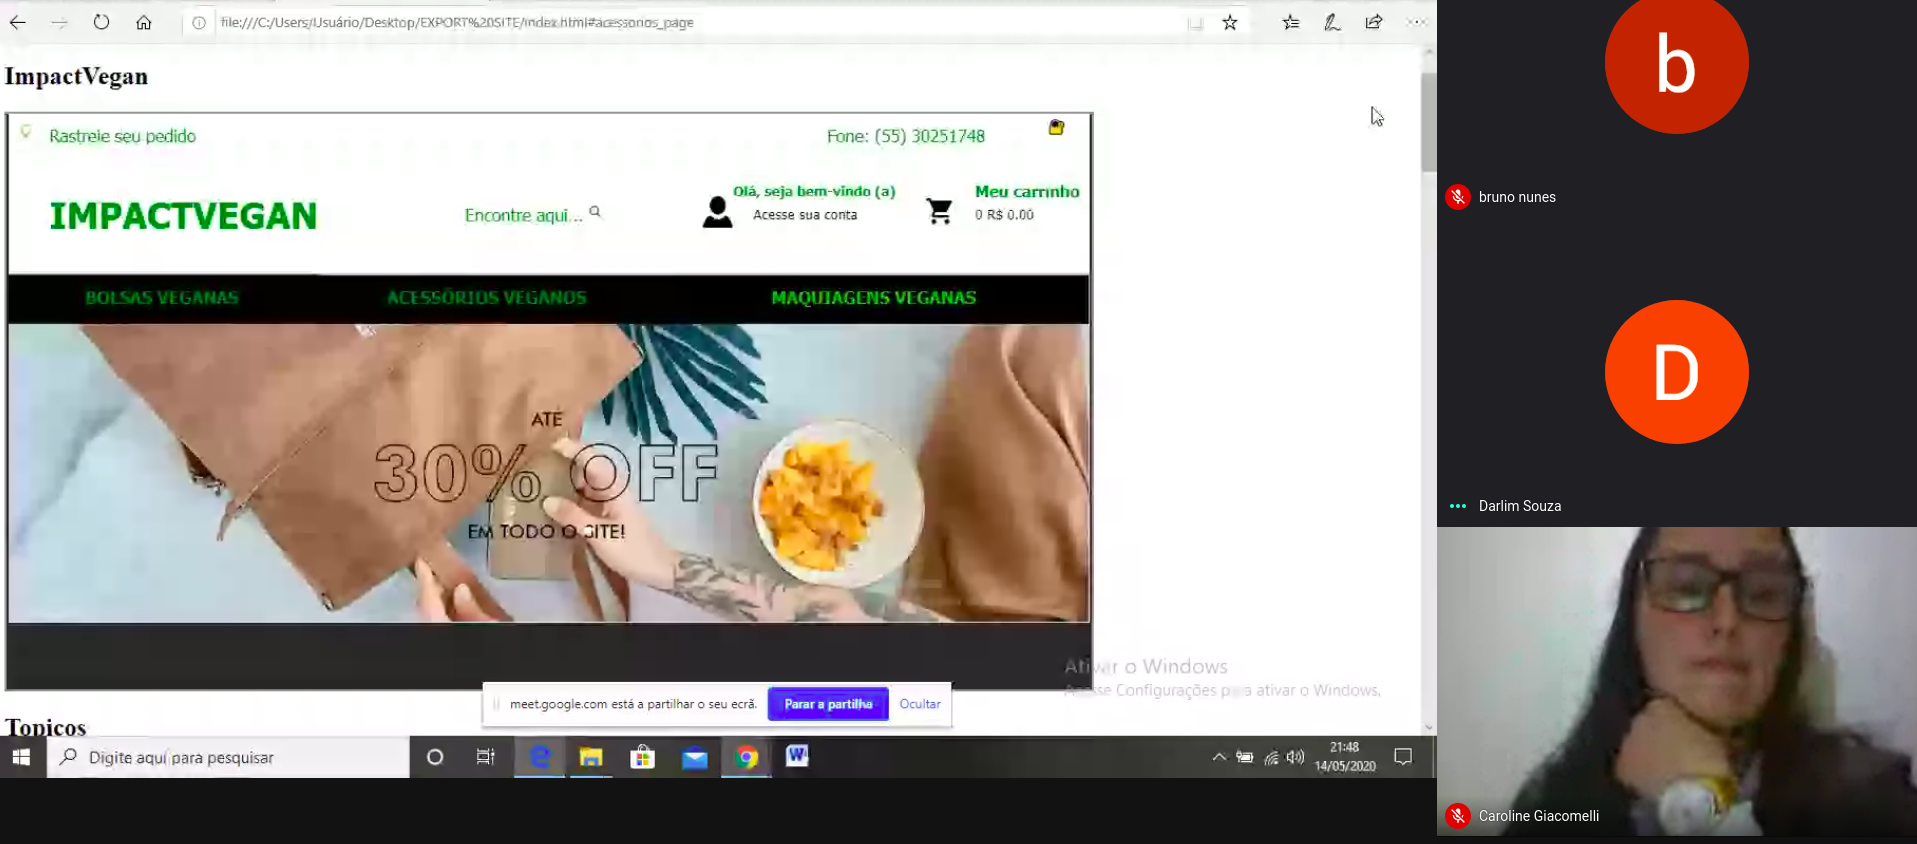 file:///C:/Users/Usuário/Desktop/EXPORT%20SITE/index.html#acessorios_page
ImpactVegan
Rastreie seu pedido
Fone: (55) 30251748
IMPACTVEGAN
Encontre aqui...
Olá, seja bem-vindo (a)
Acesse sua conta
Meu carrinho
0 R$ 0.00
BOLSAS VEGANAS
ACESSÓRIOS VEGANOS
MAQUIAGENS VEGANAS
ATÉ
30% OFF
EM TODO O SITE!
Ativar o Windows
Acesse Configurações para ativar o Windows.
meet.google.com está a partilhar o seu ecrã.
Parar a partilha
Ocultar
Topicos
Digite aqui para pesquisar
W
21:48
14/05/2020
b
bruno nunes
D
Darlim Souza
Caroline Giacomelli